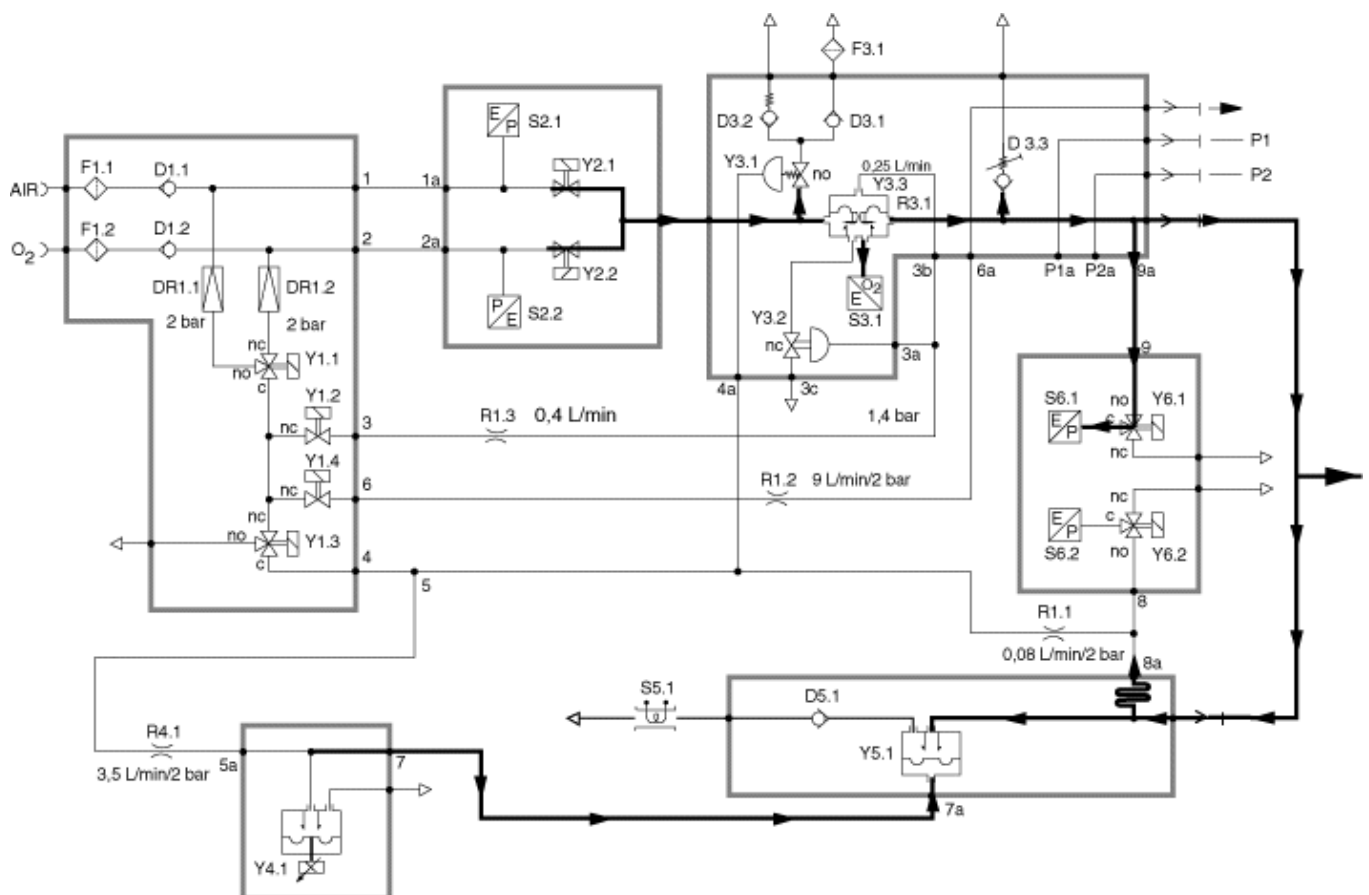 F3.1
D3.2
D3.1
D 3.3
P1
P2
E
P
S2.1
Y2.1
Y3.1
no
0,25 L/min
Y3.3
R3.1
F1.1
D1.1
AIR
1
1a
F1.2
D1.2
O2
2
2a
Y2.2
P
E
S2.2
O2
E
S3.1
3b
6a
P1a
P2a
9a
DR1.1
DR1.2
2 bar
2 bar
nc
Y1.1
no
c
Y3.2
nc
3a
4a
3c
Y1.2
nc
3
R1.3
0,4 L/min
1,4 bar
9
S6.1
E
P
no
c
Y6.1
nc
Y1.4
nc
6
R1.2
9 L/min/2 bar
nc
no
Y1.3
c
4
5
nc
c
E
P
S6.2
no
Y6.2
8
R1.1
0,08 L/min/2 bar
8a
S5.1
D5.1
Y5.1
R4.1
3,5 L/min/2 bar
5a
7
7a
Y4.1